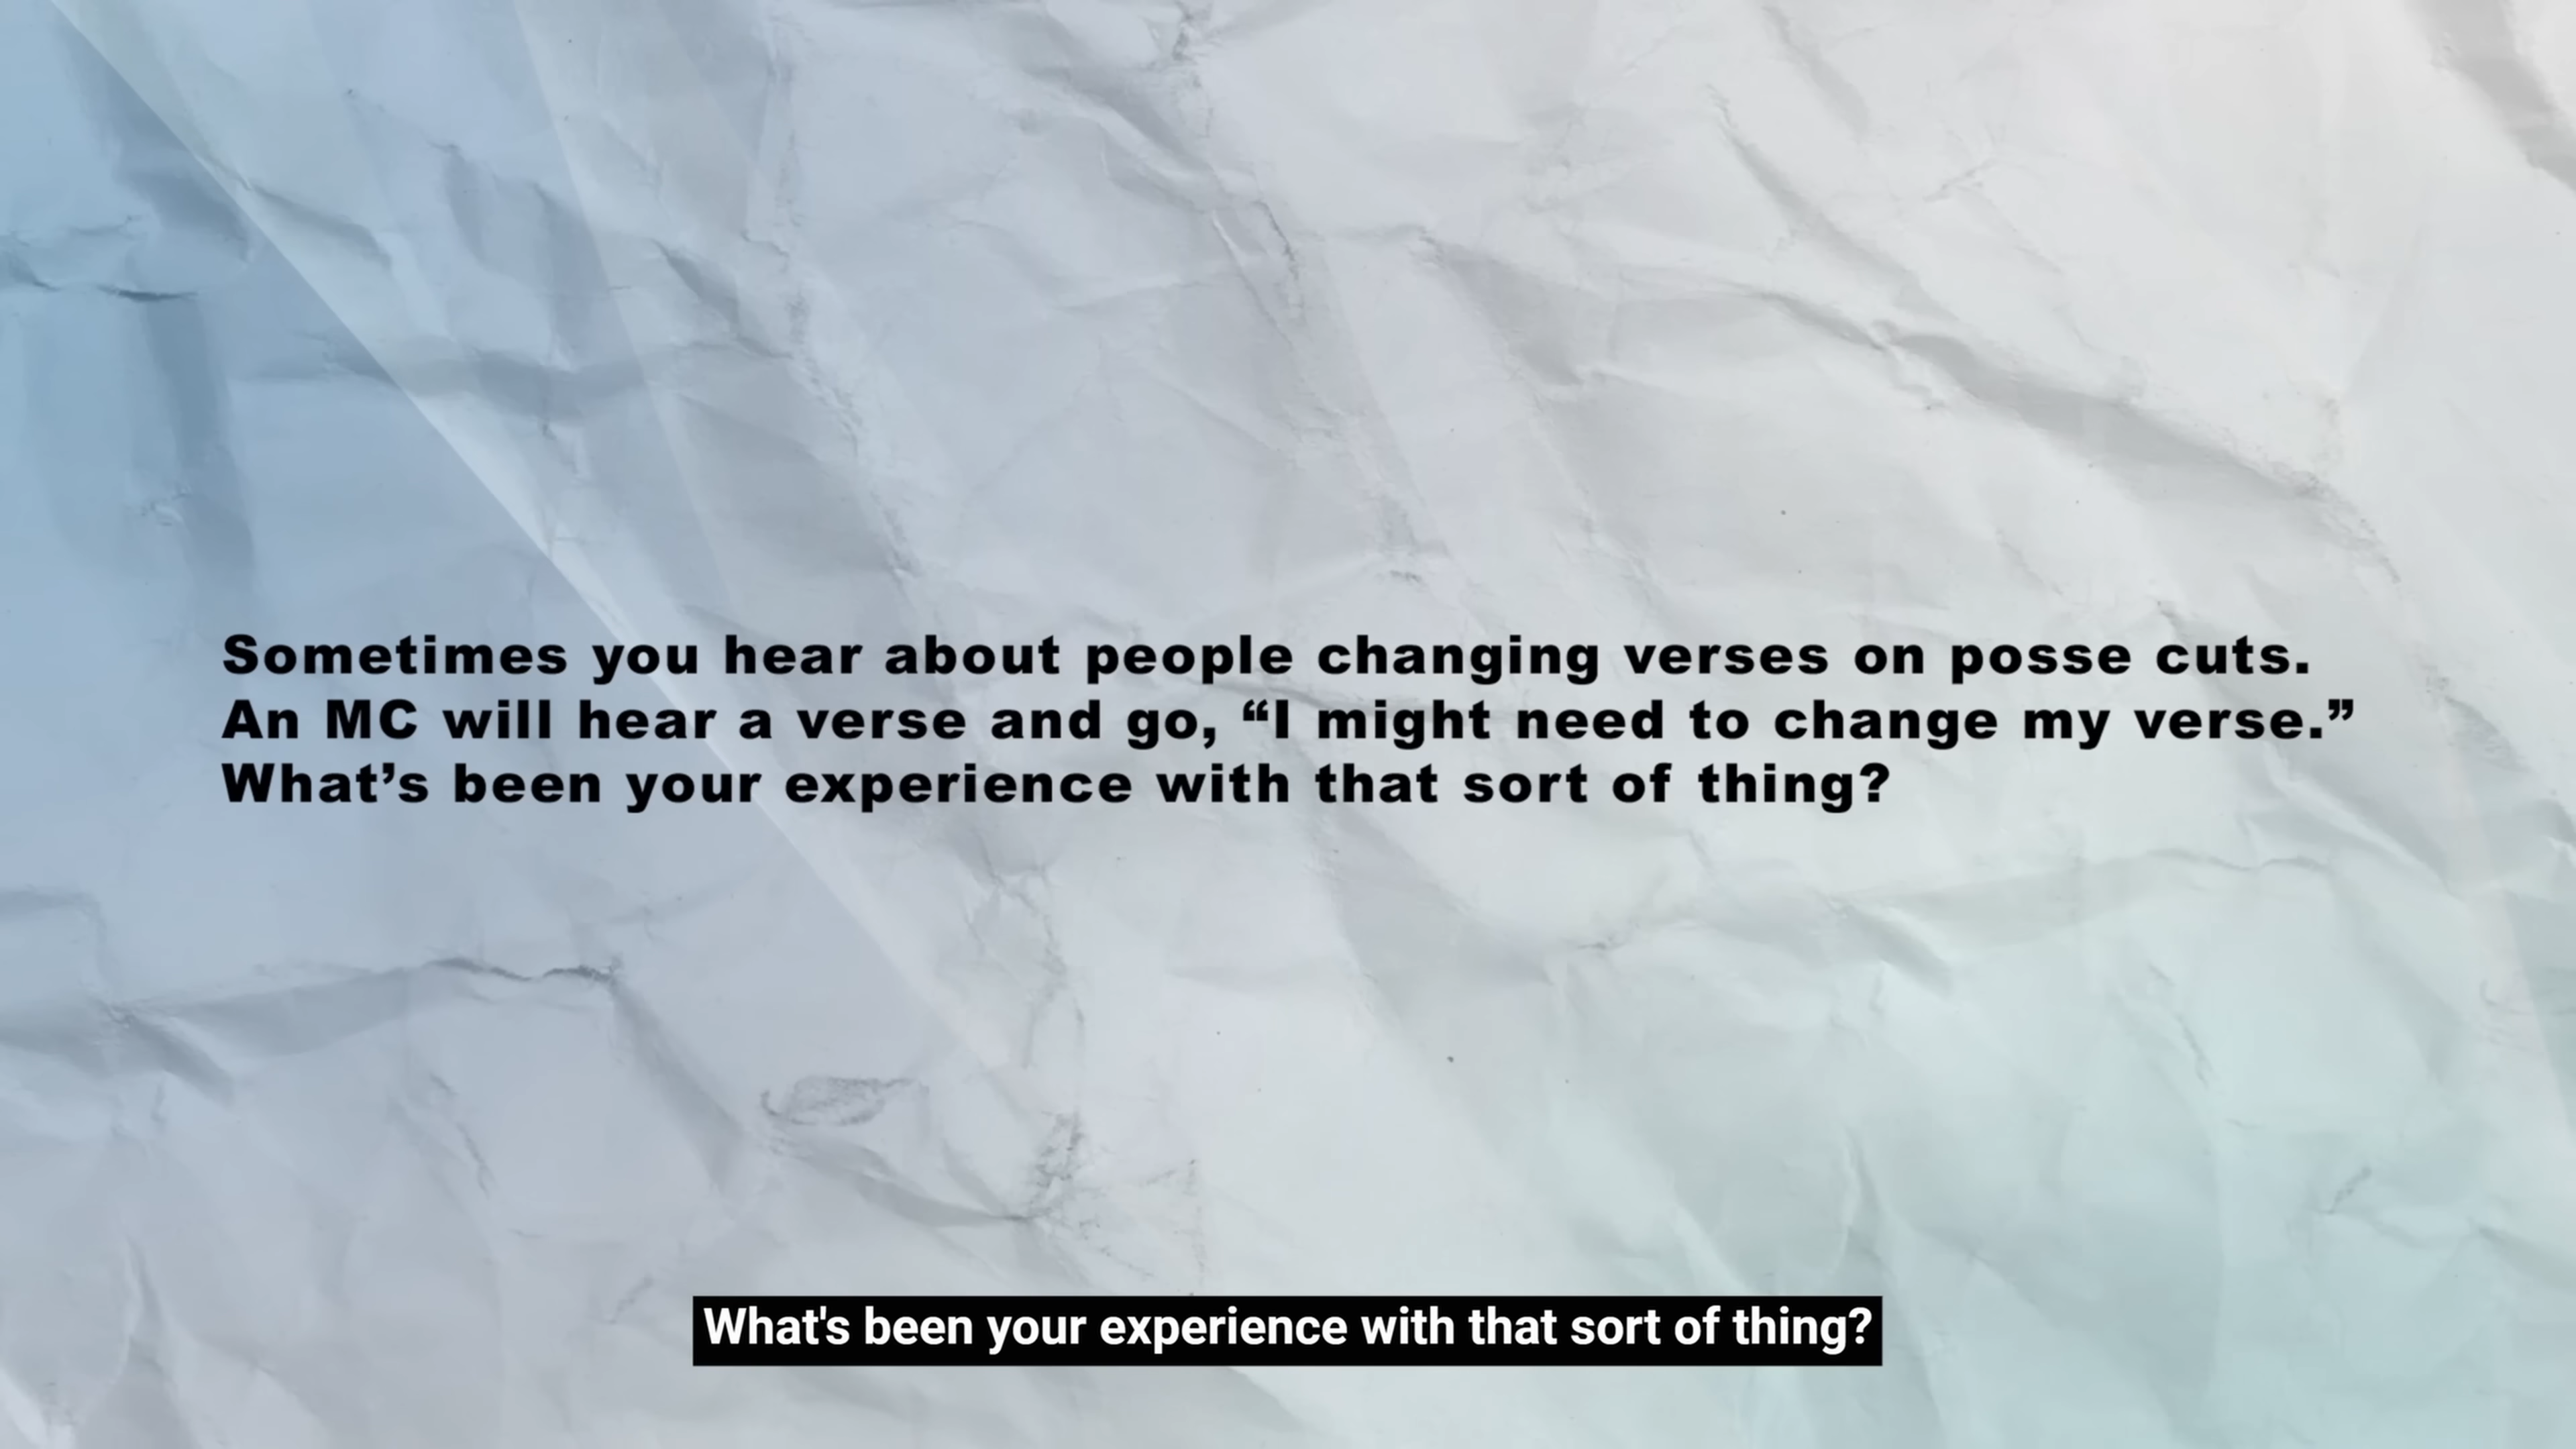 Sometimes you hear about people changing verses on posse cuts.
An MC will hear a verse and go, “I might need to change my verse.”
What’s been your experience with that sort of thing?
What's been your experience with that sort of thing?